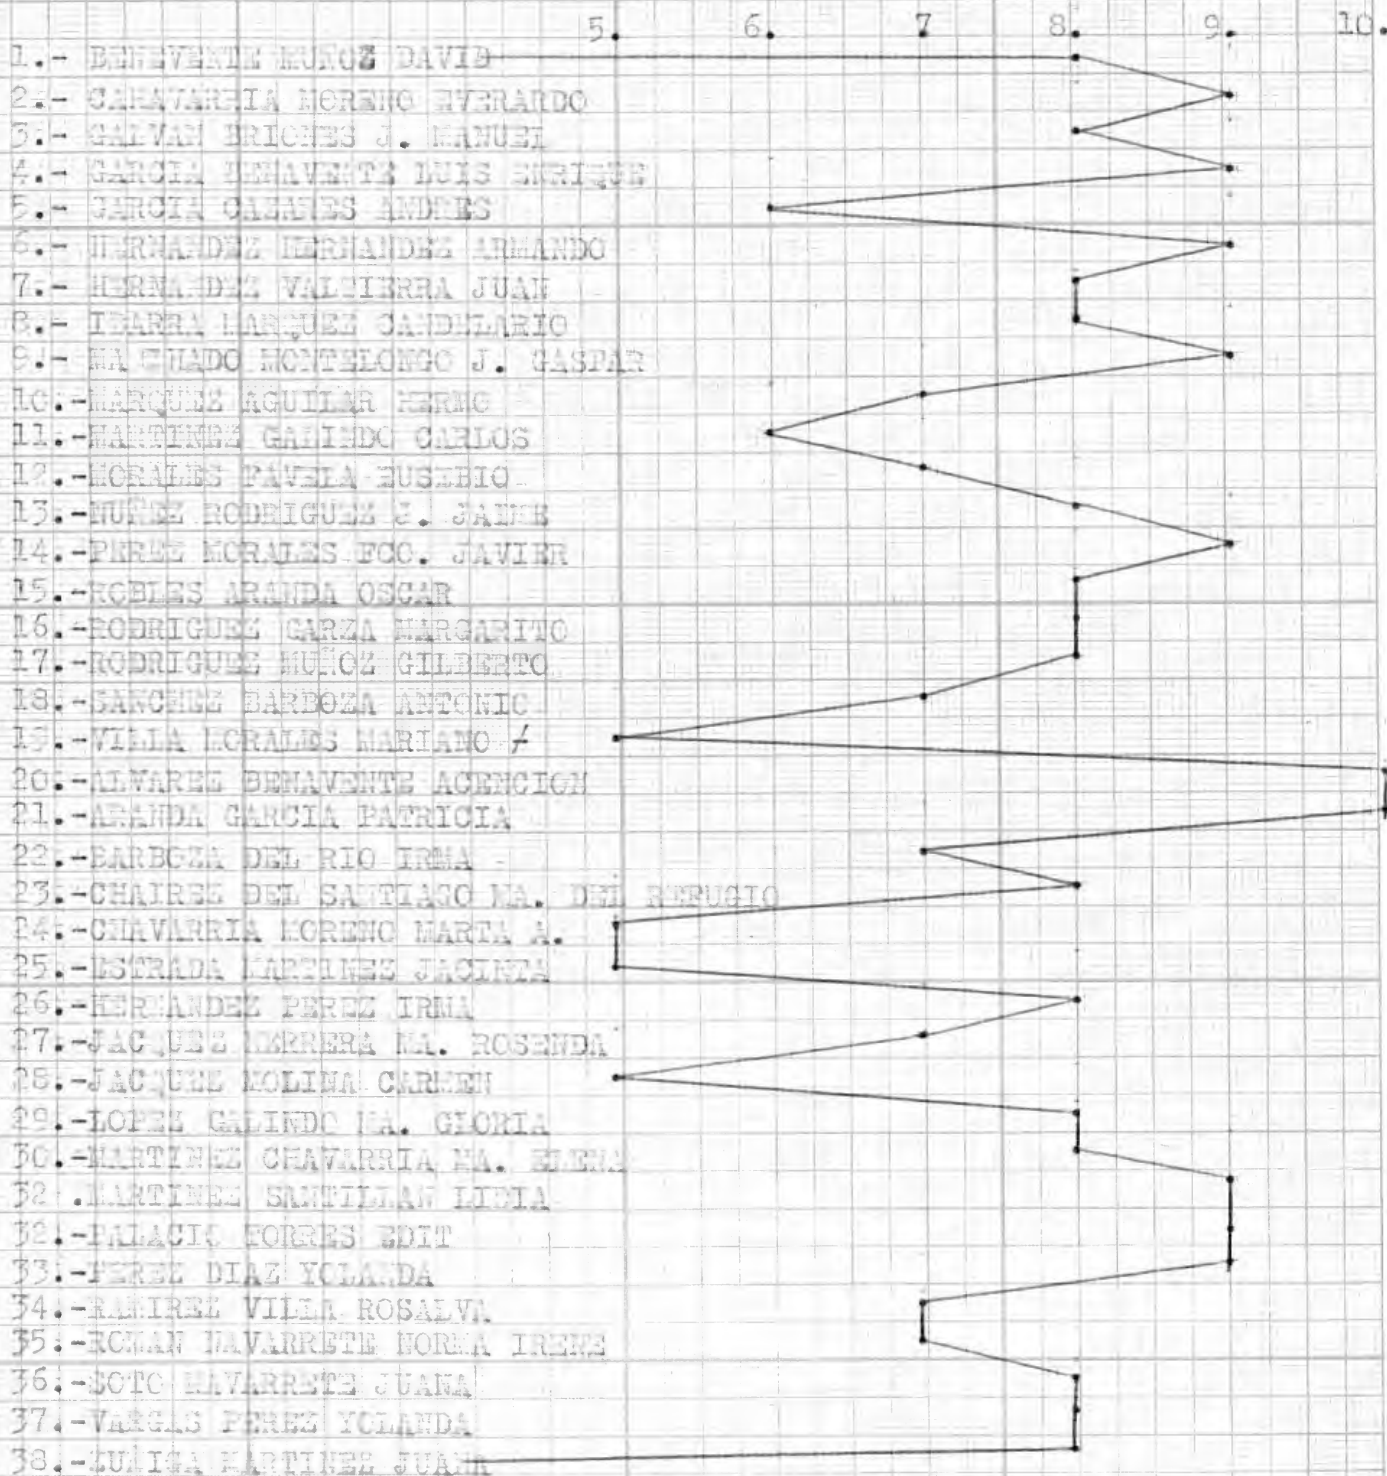 5. 6. 7 8. 9. 10.
1.- BENEVENTE MUÑOZ DAVID
2.- CAHAVARRIA MORENO EVERARDO
3.- GALVAN BRIONES J. MANUEL
4.- GARCIA BENAVENTE LUIS ENRIQUE
5.- GARCIA CAZARES ANDRES
6.- HERNANDEZ HERNANDEZ ARMANDO
7.- HERNANDEZ VALTIERRA JUAN
8.- IBARRA MARQUEZ CANDELARIO
9.- MACHADO MONTELONGO J. GASPAR
10.-MARQUEZ AGUILAR
11.-MARTINEZ GALINDO CARLOS
12.-MORALES FAVELA EUSEBIO
13.-NUÑEZ RODRIGUEZ J. JAIME
14.-PEREZ MORALES FCO. JAVIER
15.-ROBLES ARANDA OSCAR
16.-RODRIGUEZ GARZA MARGARITO
17.-RODRIGUEZ MUÑOZ GILBERTO
18.-SANCHEZ BARBOZA ANTONIO
19.-VILLA MORALES MARIANO /
20.-ALVAREZ BENAVENTE ACENCION
21.-ARANDA GARCIA PATRICIA
22.-BARBOZA DEL RIO IRMA
23.-CHAIREZ DEL SANTIAGO MA. DEL REFUGIO
24.-CHAVARRIA MORENO MARTA A.
25.-ESTRADA MARTINEZ JACINTA
26.-HERNANDEZ PEREZ IRMA
27.-JACQUEZ HERRERA MA. ROSENDA
28.-JACQUEZ MOLINA CARMEN
29.-LOPEZ GALINDO MA. GLORIA
30.-MARTINEZ CHAVARRIA MA. ELENA
32 .MARTINEZ SANTILLAN LIDIA
32.-PALACIO TORRES EDIT
33.-PEREZ DIAZ YOLANDA
34.-RAMIREZ VILLA ROSALVA
35.-ROMAN NAVARRETE NORMA IRENE
36.-SOTO NAVARRETE JUANA
37.-VARGAS PEREZ YOLANDA
38.-ZUÑIGA MARTINEZ JUANA